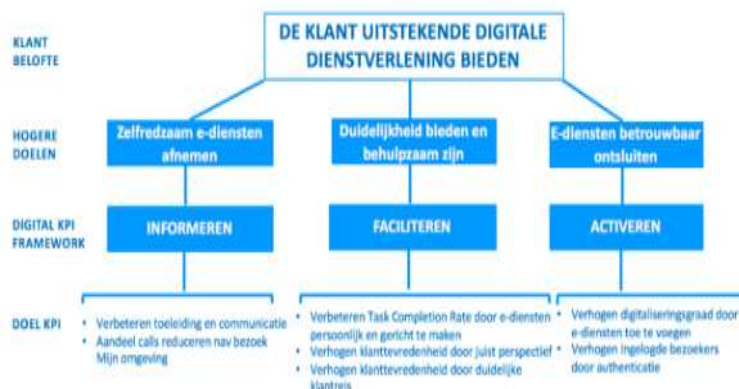 KLANT
BELOFTE
DE KLANT UITSTEKENDE DIGITALE
DIENSTVERLENING BIEDEN
HOGERE
DOELEN
Zelfredzaam e-diensten
afnemen
Duidelijkheid bieden en
behulpzaam zijn
E-diensten betrouwbaar
ontsluiten
DIGITAL KPI
FRAMEWORK
INFORMEREN
FACILITEREN
ACTIVEREN
DOEL KPI
• Verbeteren toeleiding en communicatie
• Aandeel calls reduceren nav bezoek
Mijn omgeving
• Verbeteren Task Completion Rate door e-diensten
persoonlijk en gericht te maken
• Verhogen klanttevredenheid door juist perspectief
• Verhogen klanttevredenheid door duidelijke
klantreis
• Verhogen digitaliseringsgraad door
e-diensten toe te voegen
• Verhogen ingelogde bezoekers
door authenticatie